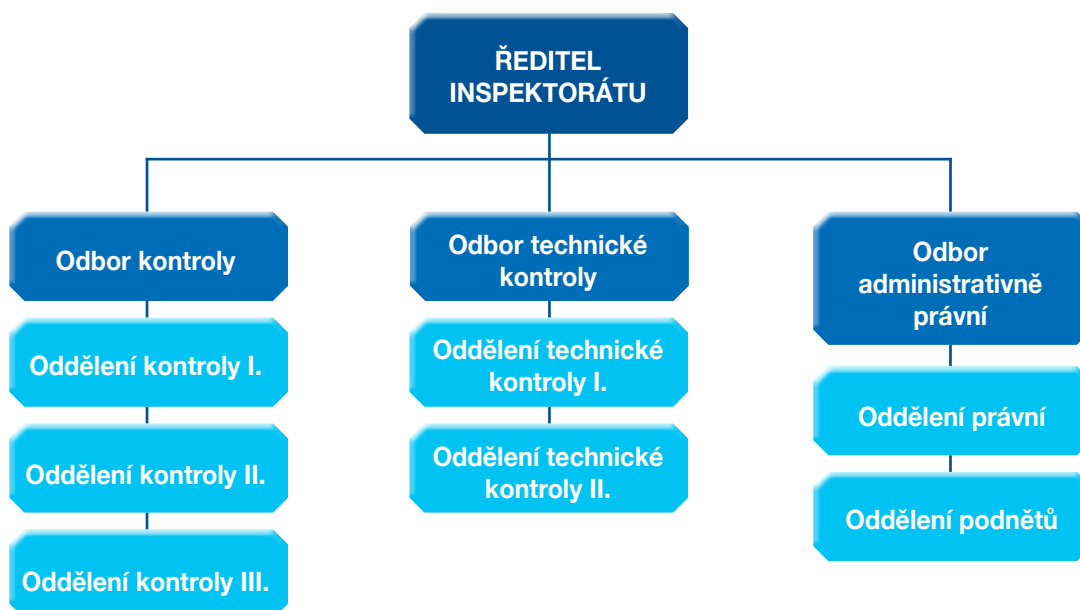 ŘEDITEL
INSPEKTORÁTU
Odbor kontroly
Oddělení kontroly I.
Oddělení kontroly II.
Oddělení kontroly III.
Odbor technické
kontroly
Oddělení technické
kontroly I.
Oddělení technické
kontroly II.
Odbor
administrativně
právní
Oddělení právní
Oddělení podnětů